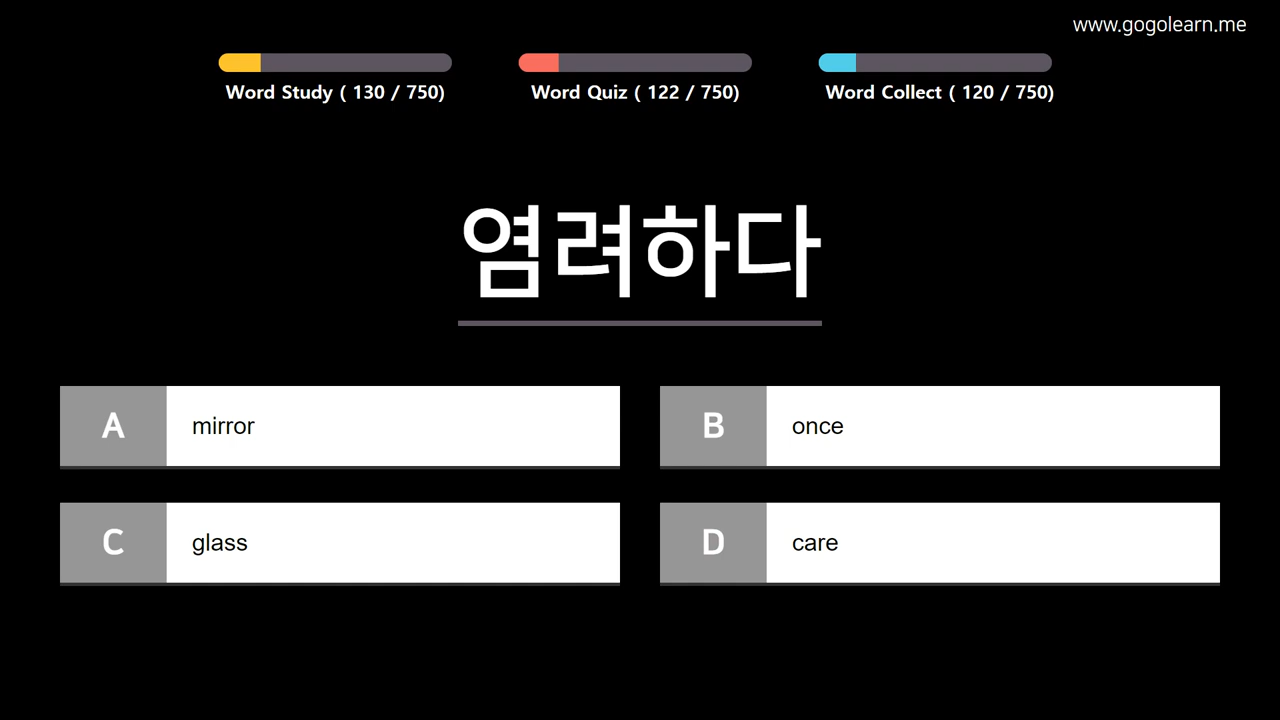 www.gogolearn.me
Word Study ( 130 / 750)
Word Quiz ( 122 / 750)
Word Collect ( 120 / 750)
염려하다
A mirror
B once
C glass
D care